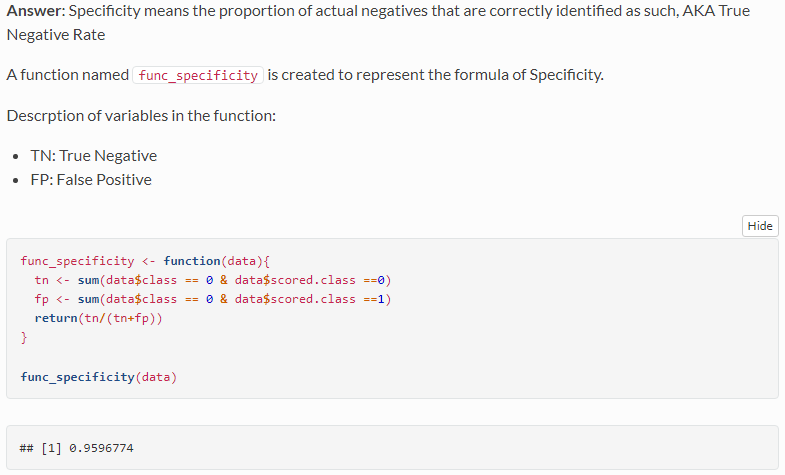 Answer: Specificity means the proportion of actual negatives that are correctly identified as such, AKA True
Negative Rate
A function named func_specificity is created to represent the formula of Specificity.
Descrption of variables in the function:
• TN: True Negative
• FP: False Positive
Hide
func_specificity <- function(data){
  tn <- sum(data$class == 0 & data$scored.class ==0)
  fp <- sum(data$class == 0 & data$scored.class ==1)
  return(tn/(tn+fp))
}
func_specificity(data)
## [1] 0.9596774